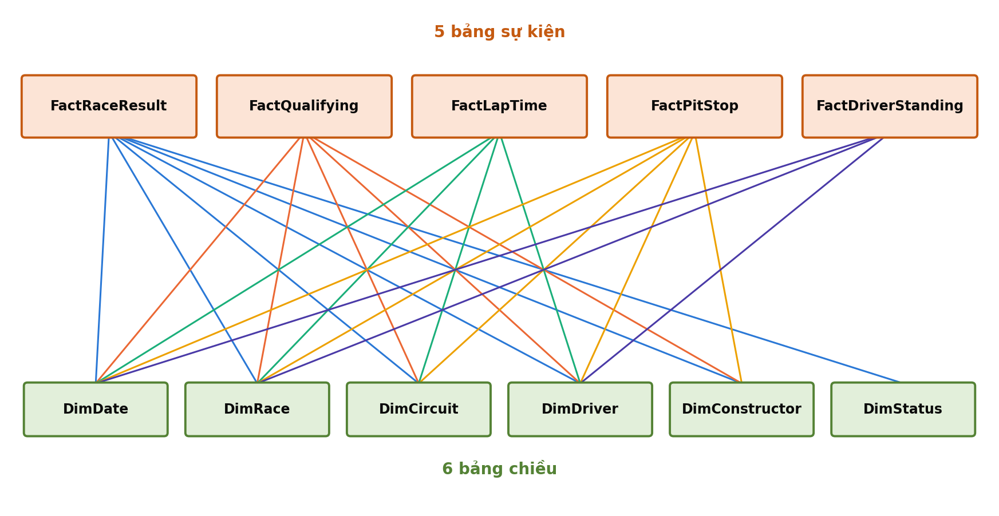 5 bảng sự kiện
FactRaceResult
FactQualifying
FactLapTime
FactPitStop
FactDriverStanding
DimDate
DimRace
DimCircuit
DimDriver
DimConstructor
DimStatus
6 bảng chiều